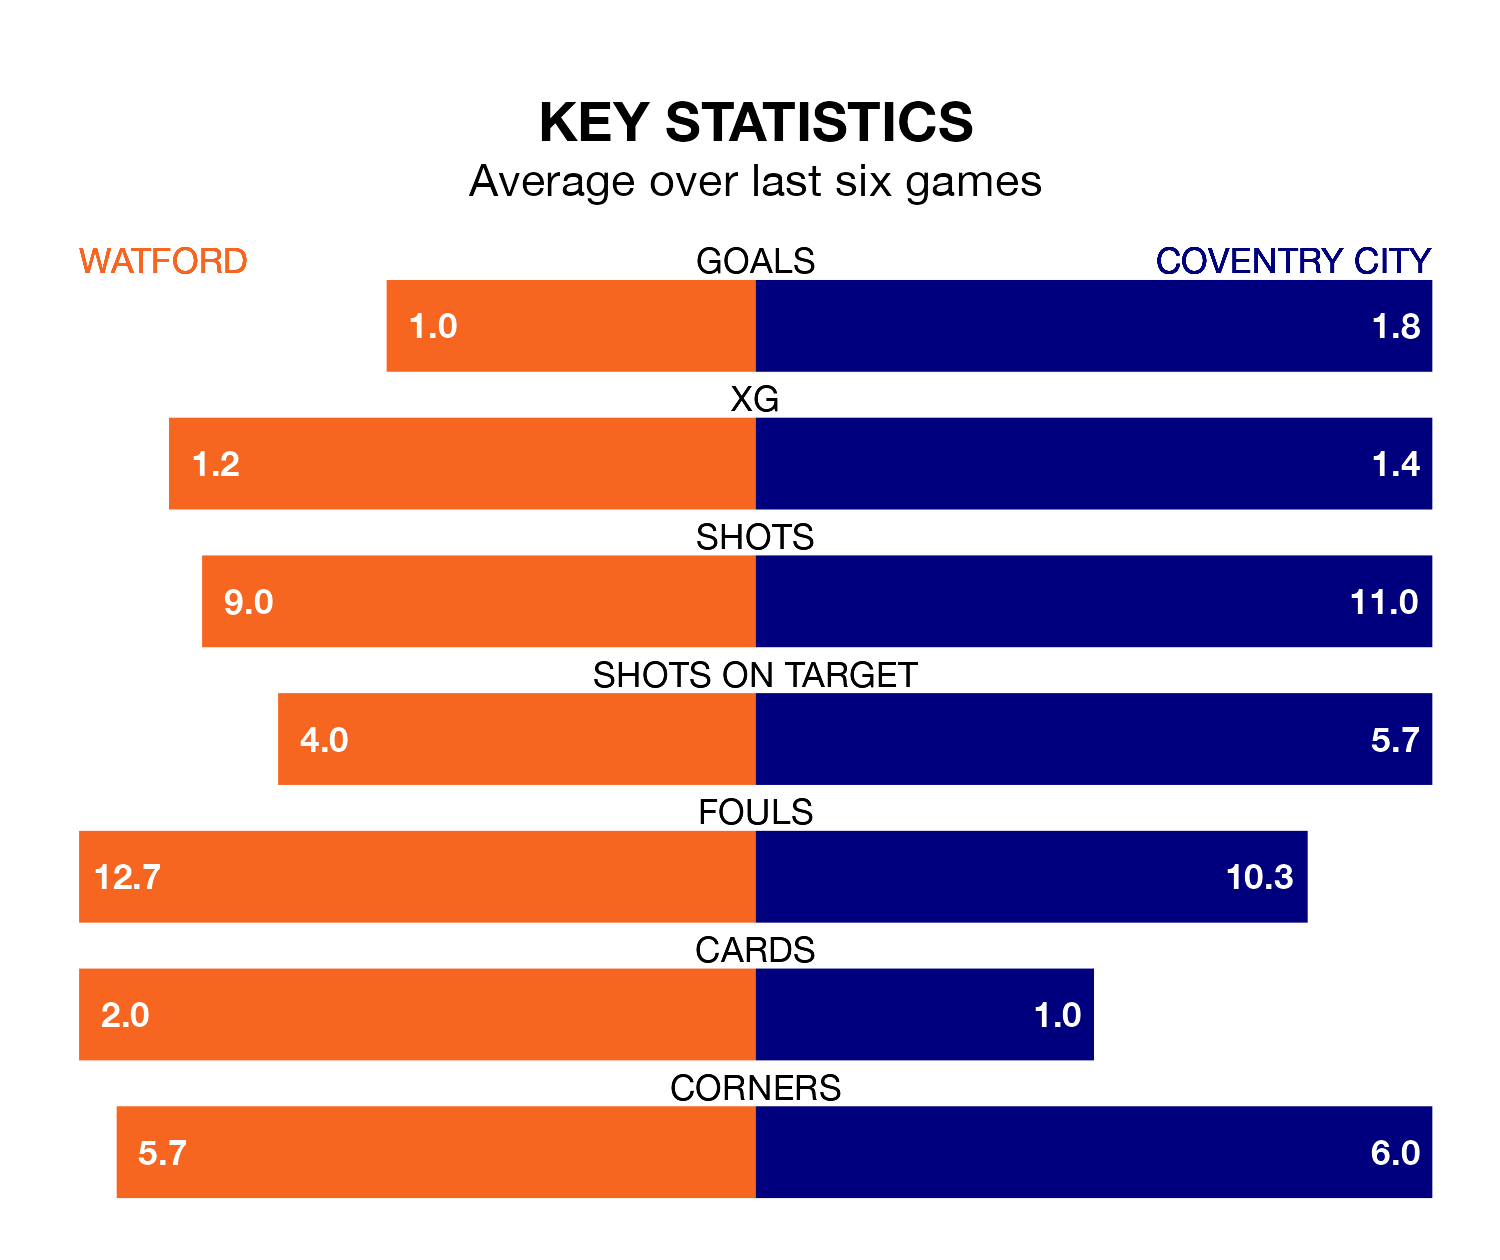 KEY STATISTICS
Average over last six games
WATFORD GOALS COVENTRY CITY
1.0 1.8
XG
1.2 1.4
SHOTS
9.0 11.0
SHOTS ON TARGET
4.0 5.7
FOULS
12.7 10.3
CARDS
2.0 1.0
CORNERS
5.7 6.0